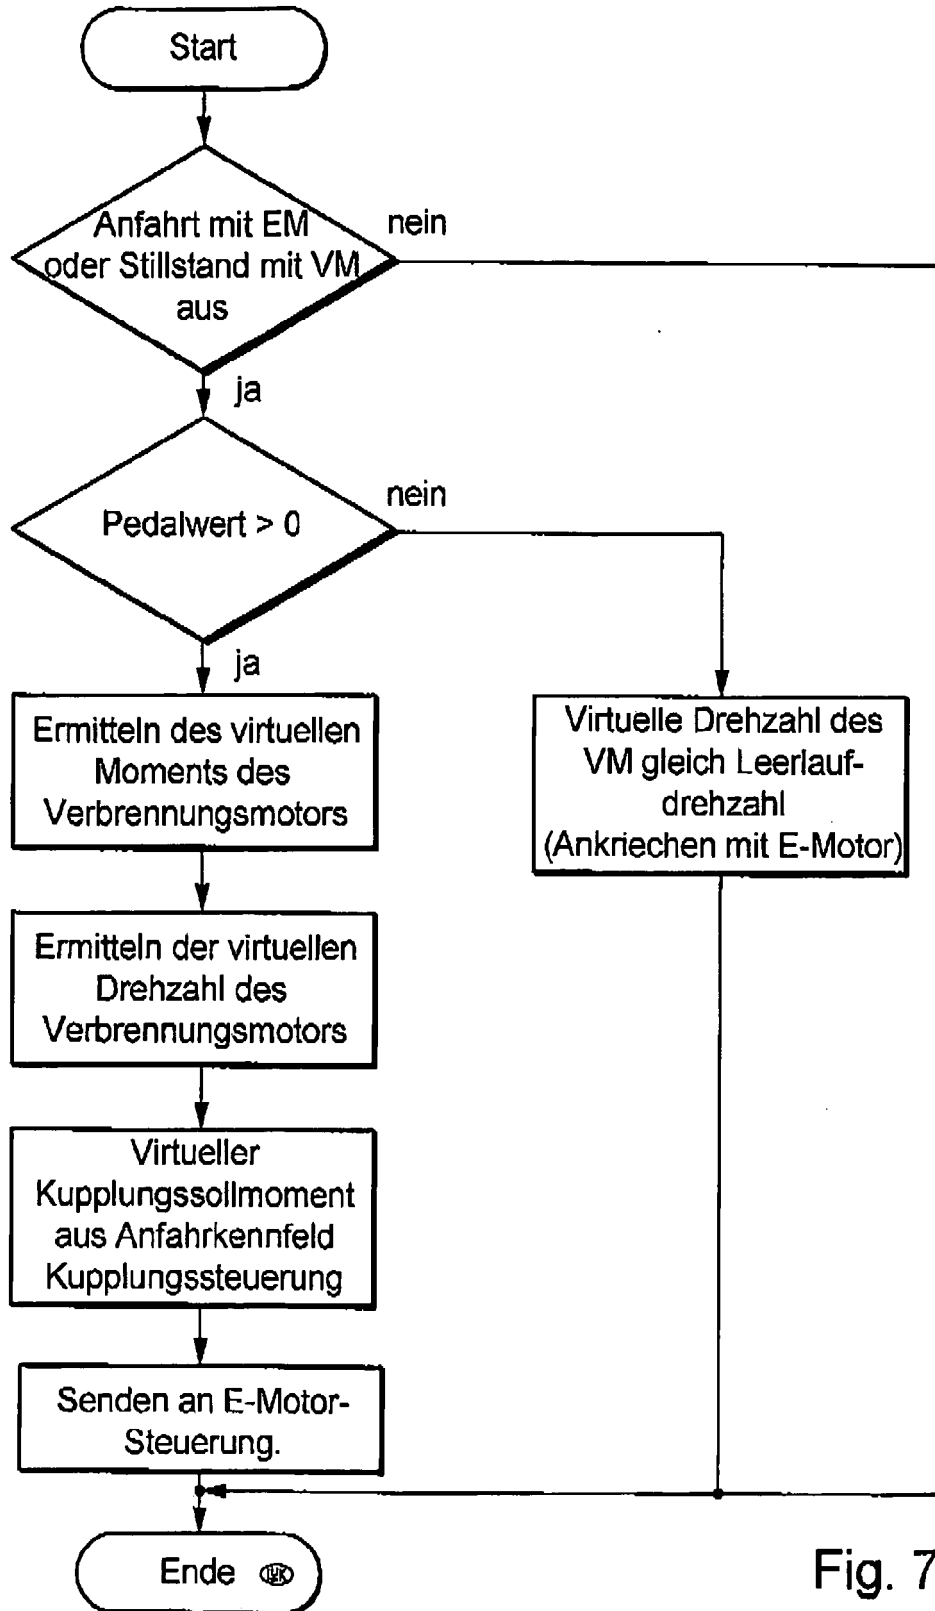 Start
Anfahrt mit EM
oder Stillstand mit VM
aus
nein
ja
Pedalwert > 0
nein
ja
Ermitteln des virtuellen
Moments des
Verbrennungsmotors
Virtuelle Drehzahl des
VM gleich Leerlauf-
drehzahl
(Ankriechen mit E-Motor)
Ermitteln der virtuellen
Drehzahl des
Verbrennungsmotors
Virtueller
Kupplungssollmoment
aus Anfahrkennfeld
Kupplungssteuerung
Senden an E-Motor-
Steuerung.
Ende
Fig. 7